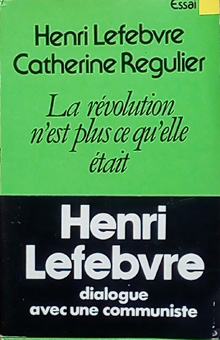 Essai
Henri Lefebvre
Catherine Regulier
La révolution
n'est plus ce qu'elle
était
Henri
Lefebvre
dialogue
avec une communiste